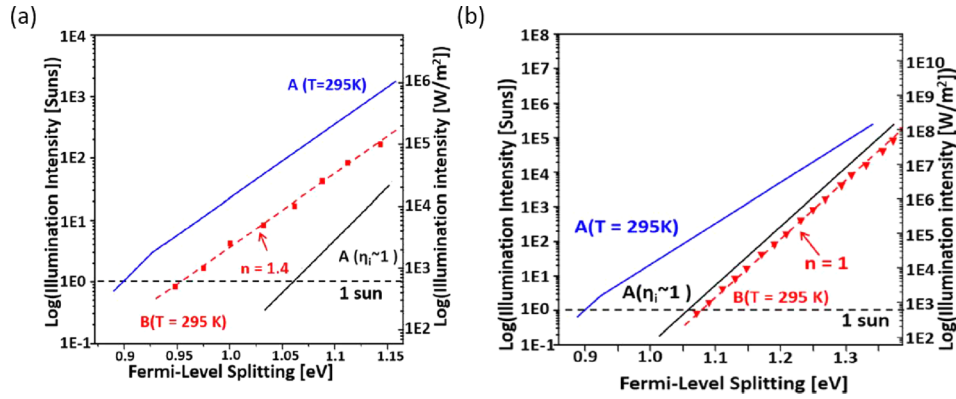 (a)
Log(Illumination Intensity [Suns])
1E4
1E3
1E2
1E1
1E0
1E-1
A (T=295K)
n = 1.4
A (ηi~1)
1 sun
B(T = 295 K)
1E6
1E5
1E4
1E3
1E2
Log(Illumination intensity [W/m²])
0.9
0.95
1.0
1.05
1.1
1.15
Fermi-Level Splitting [eV]
(b)
Log(Illumination Intensity [Suns])
1E8
1E7
1E6
1E5
1E4
1E3
1E2
1E1
1E0
1E-1
A(T = 295K)
n = 1
A(ηi~1)
B(T = 295 K)
1 sun
1E10
1E9
1E8
1E7
1E6
1E5
1E4
1E3
1E2
Log(Illumination intensity [W/m²])
0.9
1.0
1.1
1.2
1.3
Fermi-Level Splitting [eV]